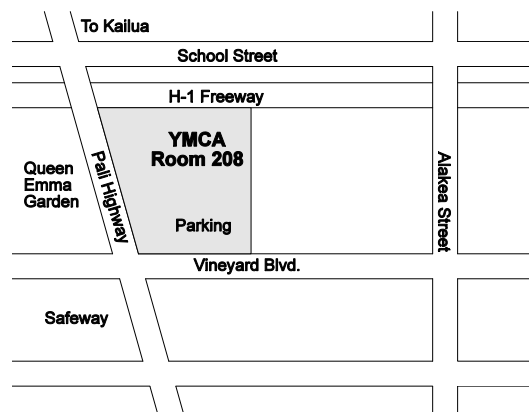 To Kailua
School Street
H-1 Freeway
YMCA
Room 208
Queen
Emma
Garden
Pali Highway
Alakea Street
Parking
Vineyard Blvd.
Safeway